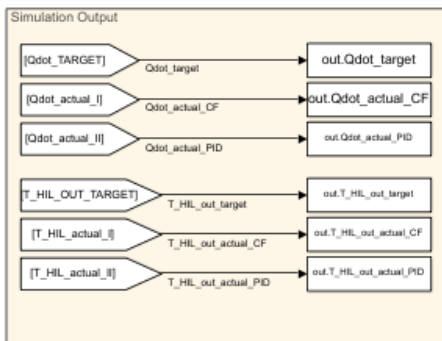 Simulation Output
[Qdot_TARGET]
Qdot_target
out.Qdot_target
[Qdot_actual_I]
Qdot_actual_CF
out.Qdot_actual_CF
[Qdot_actual_II]
Qdot_actual_PID
out.Qdot_actual_PID
[T_HIL_OUT_TARGET]
T_HIL_out_target
out.T_HIL_out_target
[T_HIL_actual_I]
T_HIL_out_actual_CF
out.T_HIL_out_actual_CF
[T_HIL_actual_II]
T_HIL_out_actual_PID
out.T_HIL_out_actual_PID